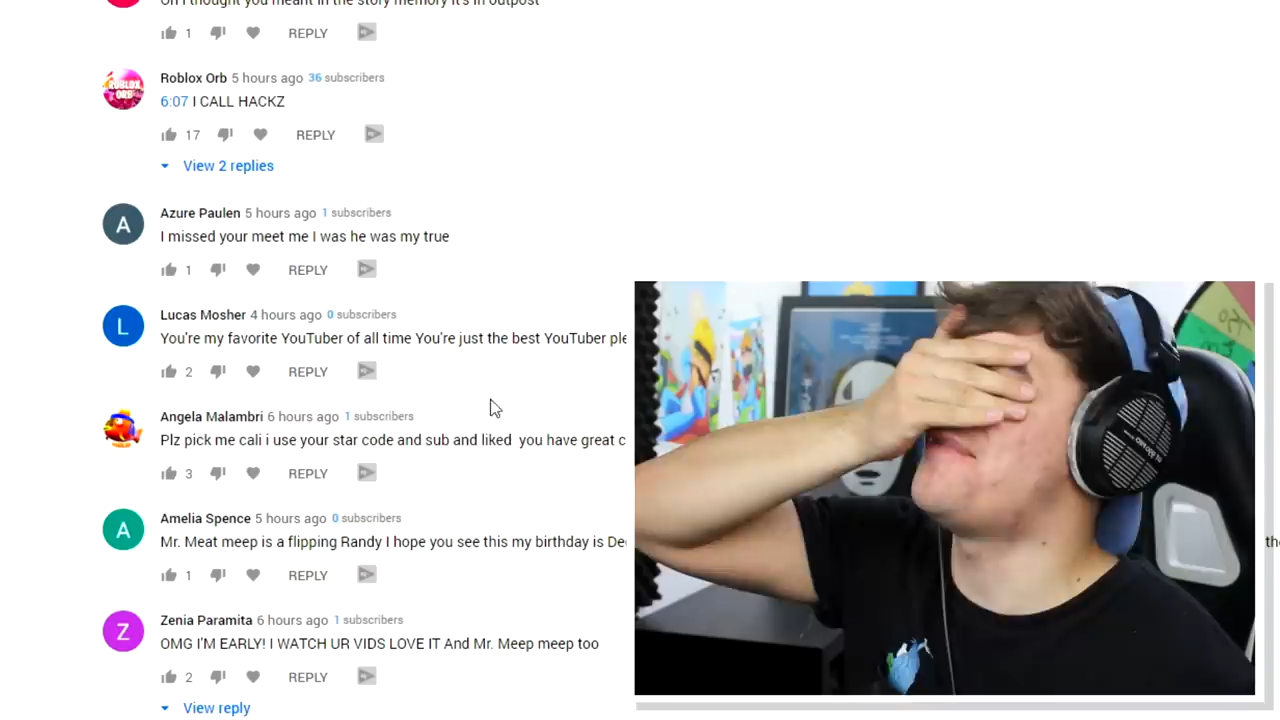 Oh I thought you meant in the story memory it's in outpost
1 REPLY
Roblox Orb 5 hours ago 36 subscribers
6:07 I CALL HACKZ
17 REPLY
View 2 replies
Azure Paulen 5 hours ago 1 subscribers
I missed your meet me I was he was my true
1 REPLY
Lucas Mosher 4 hours ago 0 subscribers
You're my favorite YouTuber of all time You're just the best YouTuber ple
2 REPLY
Angela Malambri 6 hours ago 1 subscribers
Plz pick me cali i use your star code and sub and liked you have great c
3 REPLY
Amelia Spence 5 hours ago 0 subscribers
Mr. Meat meep is a flipping Randy I hope you see this my birthday is De
1 REPLY
Zenia Paramita 6 hours ago 1 subscribers
OMG I'M EARLY! I WATCH UR VIDS LOVE IT And Mr. Meep meep too
2 REPLY
View reply